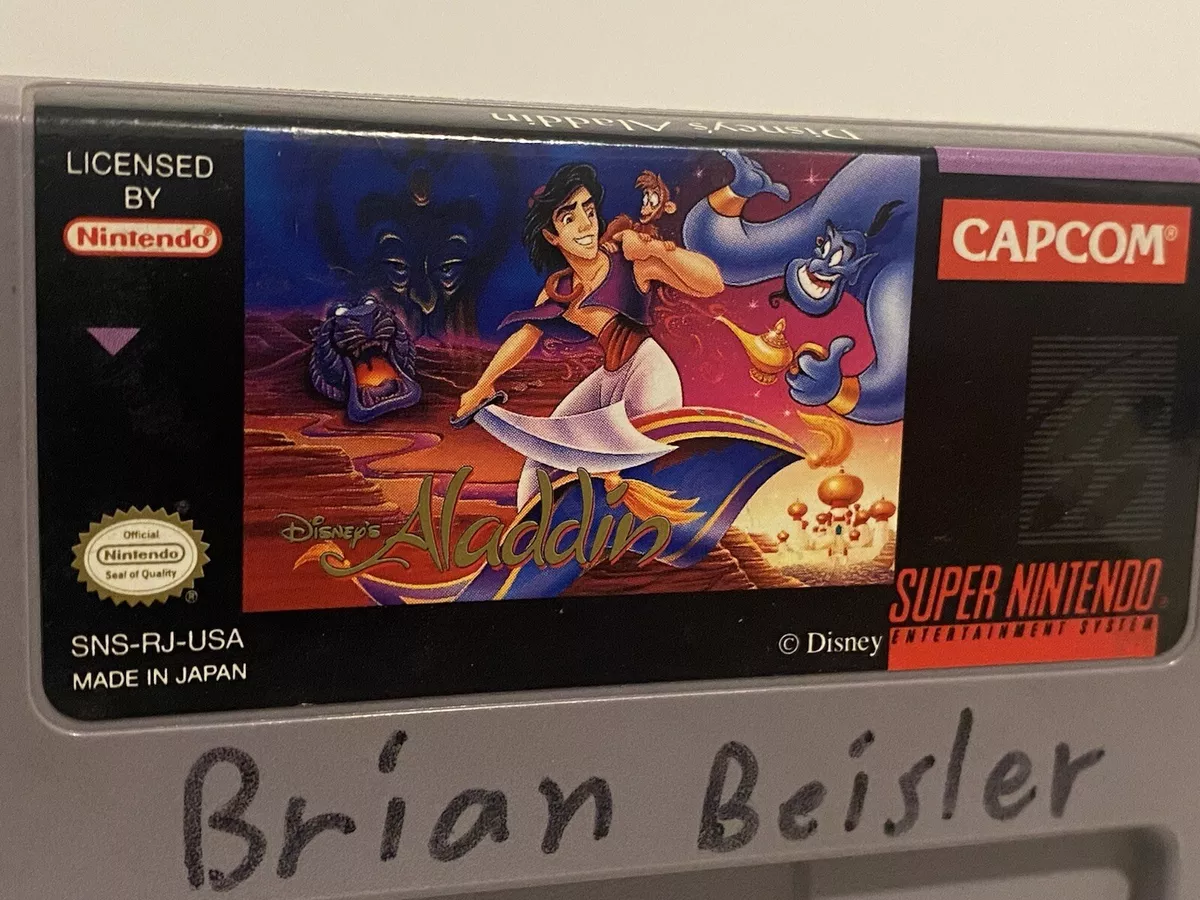 Disney's Aladdin
LICENSED
BY
Nintendo®
CAPCOM®
Disney's Aladdin
Official
Nintendo
Seal of Quality
®
SNS-RJ-USA
MADE IN JAPAN
© Disney
SUPER NINTENDO®
ENTERTAINMENT SYSTEM
Brian Beisler